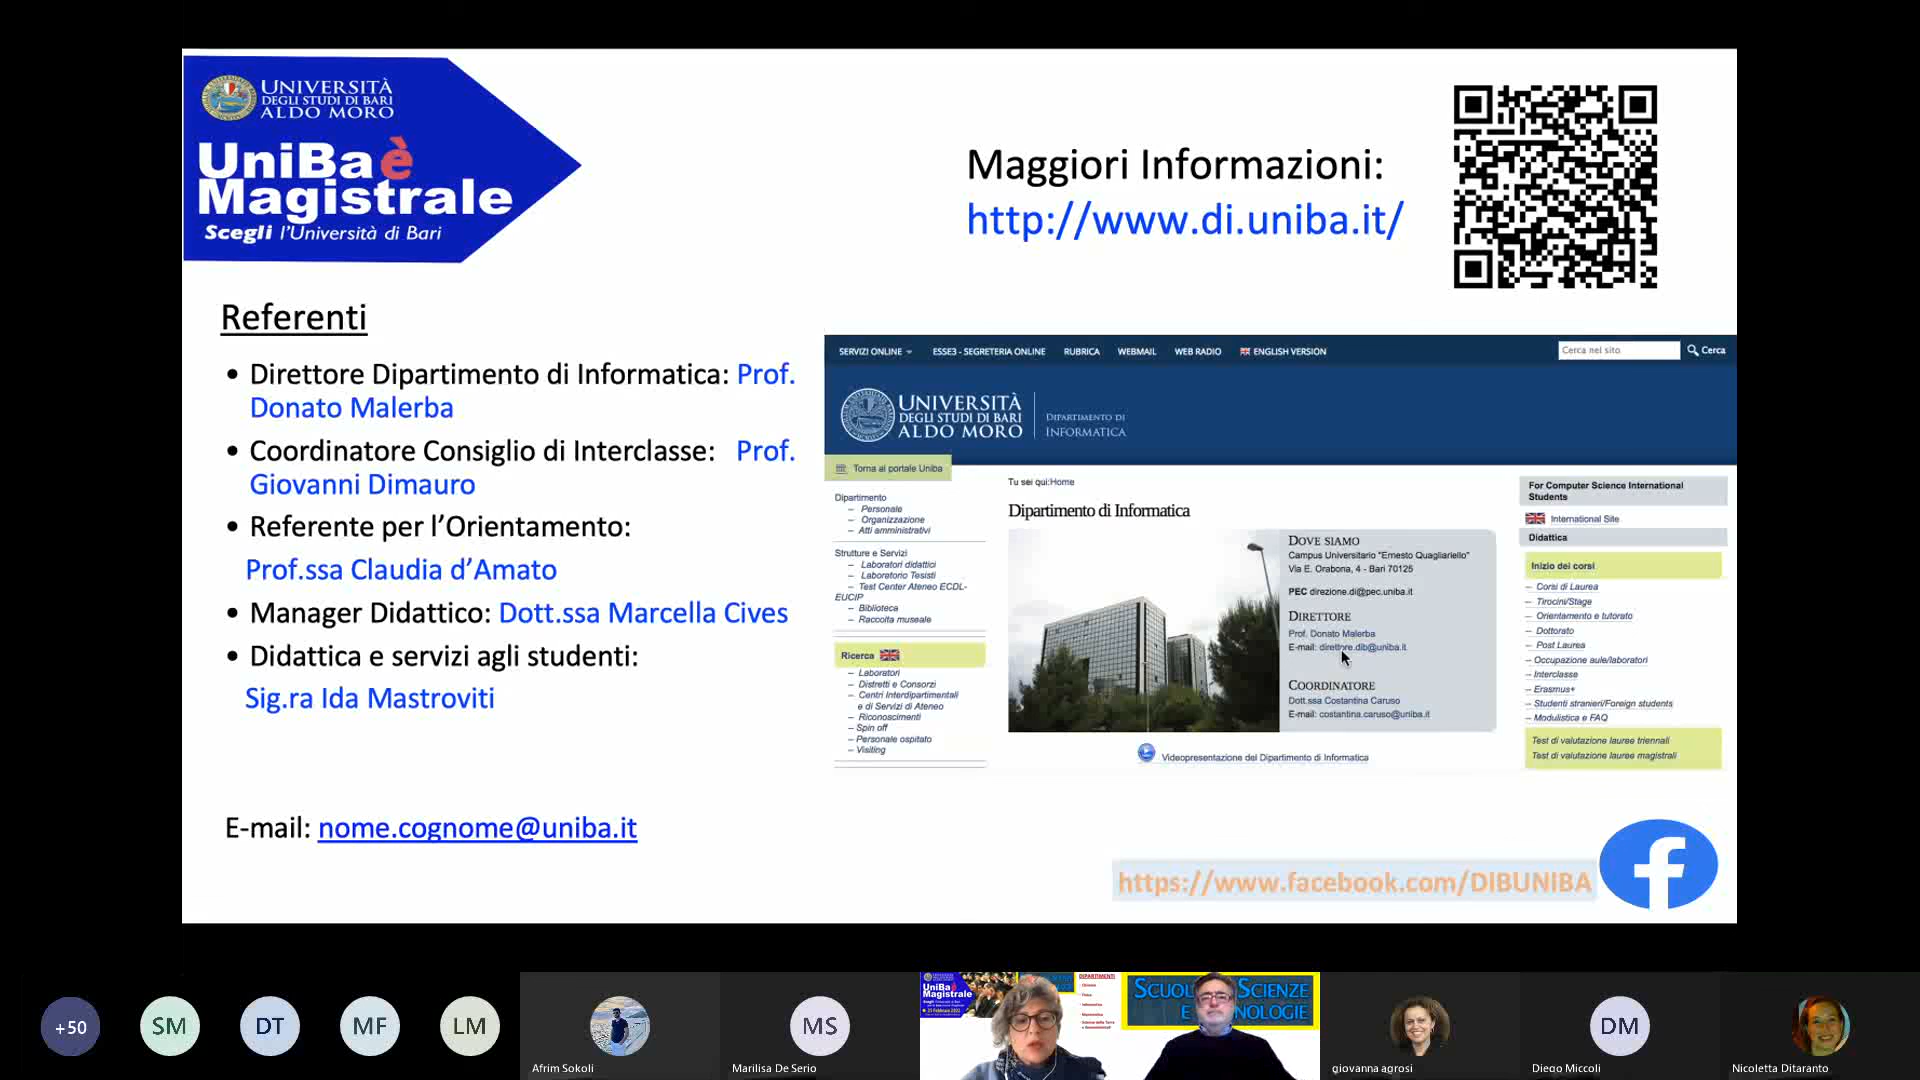 UNIVERSITÀ
DEGLI STUDI DI BARI
ALDO MORO
UniBa è
Magistrale
Scegli l'Università di Bari
Maggiori Informazioni:
http://www.di.uniba.it/
Referenti
• Direttore Dipartimento di Informatica: Prof.
Donato Malerba
• Coordinatore Consiglio di Interclasse: Prof.
Giovanni Dimauro
• Referente per l'Orientamento:
Prof.ssa Claudia d'Amato
• Manager Didattico: Dott.ssa Marcella Cives
• Didattica e servizi agli studenti:
Sig.ra Ida Mastroviti
E-mail: nome.cognome@uniba.it
SERVIZI ONLINE ESSE3 - SEGRETERIA ONLINE RUBRICA WEBMAIL WEB RADIO ENGLISH VERSION Cerca nel sito Cerca
UNIVERSITÀ
DEGLI STUDI DI BARI
ALDO MORO
DIPARTIMENTO DI
INFORMATICA
Torna al portale Uniba
Dipartimento
– Personale
– Organizzazione
– Atti amministrativi
Strutture e Servizi
– Laboratori didattici
– Laboratorio Tesisti
– Test Center Ateneo ECDL-
EUCIP
– Biblioteca
– Raccolta museale
Ricerca
– Laboratori
– Distretti e Consorzi
– Centri Interdipartimentali
e di Servizi di Ateneo
– Riconoscimenti
– Spin off
– Personale ospitato
– Visiting
Tu sei qui:Home
Dipartimento di Informatica
DOVE SIAMO
Campus Universitario "Ernesto Quagliariello"
Via E. Orabona, 4 - Bari 70125
PEC direzione.di@pec.uniba.it
DIRETTORE
Prof. Donato Malerba
E-mail: direttore.dib@uniba.it
COORDINATORE
Dott.ssa Costantina Caruso
E-mail: costantina.caruso@uniba.it
Videopresentazione del Dipartimento di Informatica
For Computer Science International
Students
International Site
Didattica
Inizio dei corsi
– Corsi di Laurea
– Tirocini/Stage
– Orientamento e tutorato
– Dottorato
– Post Laurea
– Occupazione aule/laboratori
– Interclasse
– Erasmus+
– Studenti stranieri/Foreign students
– Modulistica e FAQ
Test di valutazione lauree triennali
Test di valutazione lauree magistrali
https://www.facebook.com/DIBUNIBA
f
+50
SM
DT
MF
LM
Afrim Sokoli
MS
Marilisa De Serio
UniBa è
Magistrale
DIPARTIMENTI
SCUOL SCIENZE
E NOLOGIE
giovanna agrosi
DM
Diego Miccoli
Nicoletta Ditaranto